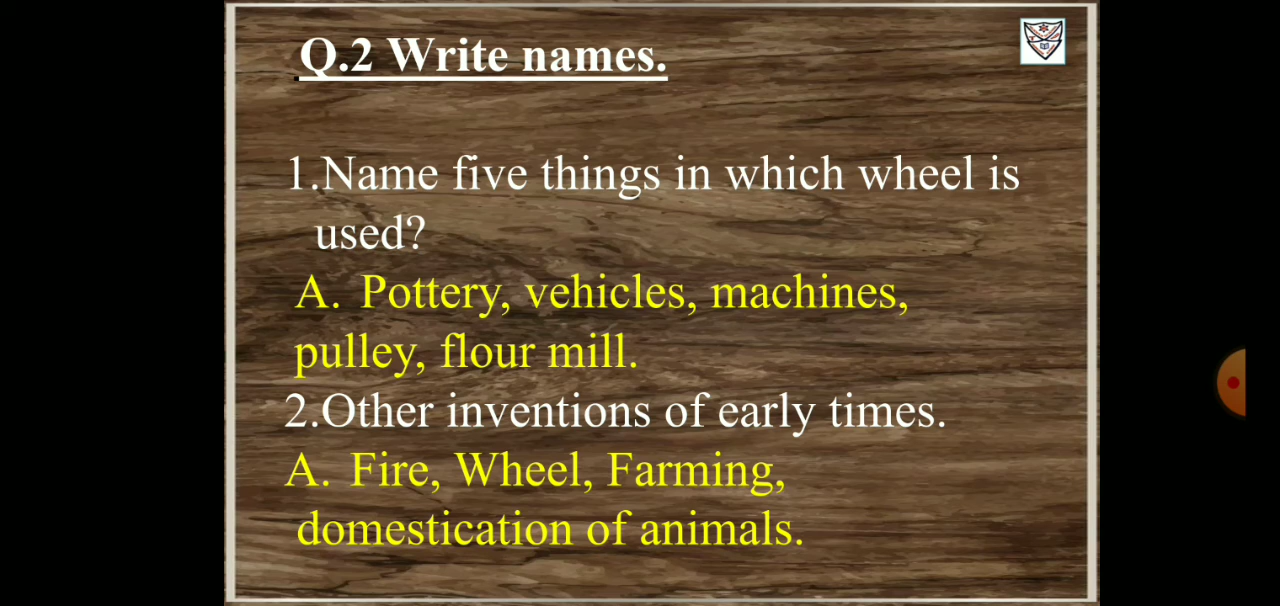 Q.2 Write names.
1.Name five things in which wheel is
used?
A. Pottery, vehicles, machines,
pulley, flour mill.
2.Other inventions of early times.
A. Fire, Wheel, Farming,
domestication of animals.